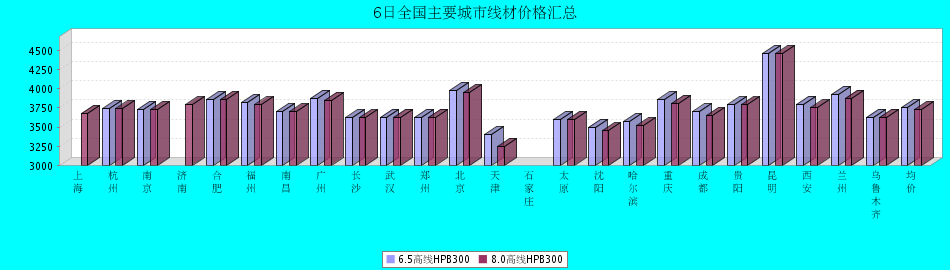 6日全国主要城市线材价格汇总
4500
4250
4000
3750
3500
3250
3000
上海
杭州
南京
济南
合肥
福州
南昌
广州
长沙
武汉
郑州
北京
天津
石家庄
太原
沈阳
哈尔滨
重庆
成都
贵阳
昆明
西安
兰州
乌鲁木齐
均价
6.5高线HPB300 8.0高线HPB300